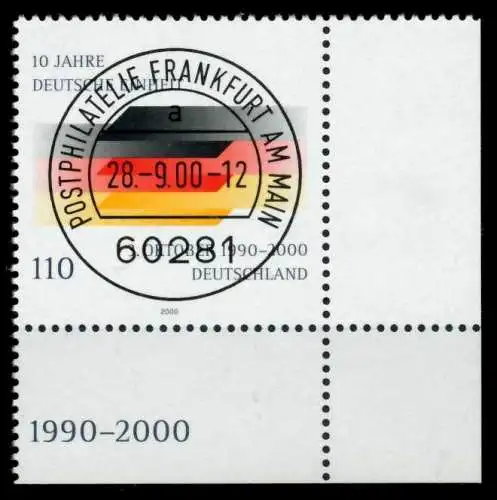 10 JAHRE
DEUTSCHE EINHEIT
POSTPHILATELIE FRANKFURT AM MAIN
a
28.-9.00-12
60281
3. OKTOBER 1990–2000
110
DEUTSCHLAND
2000
1990–2000